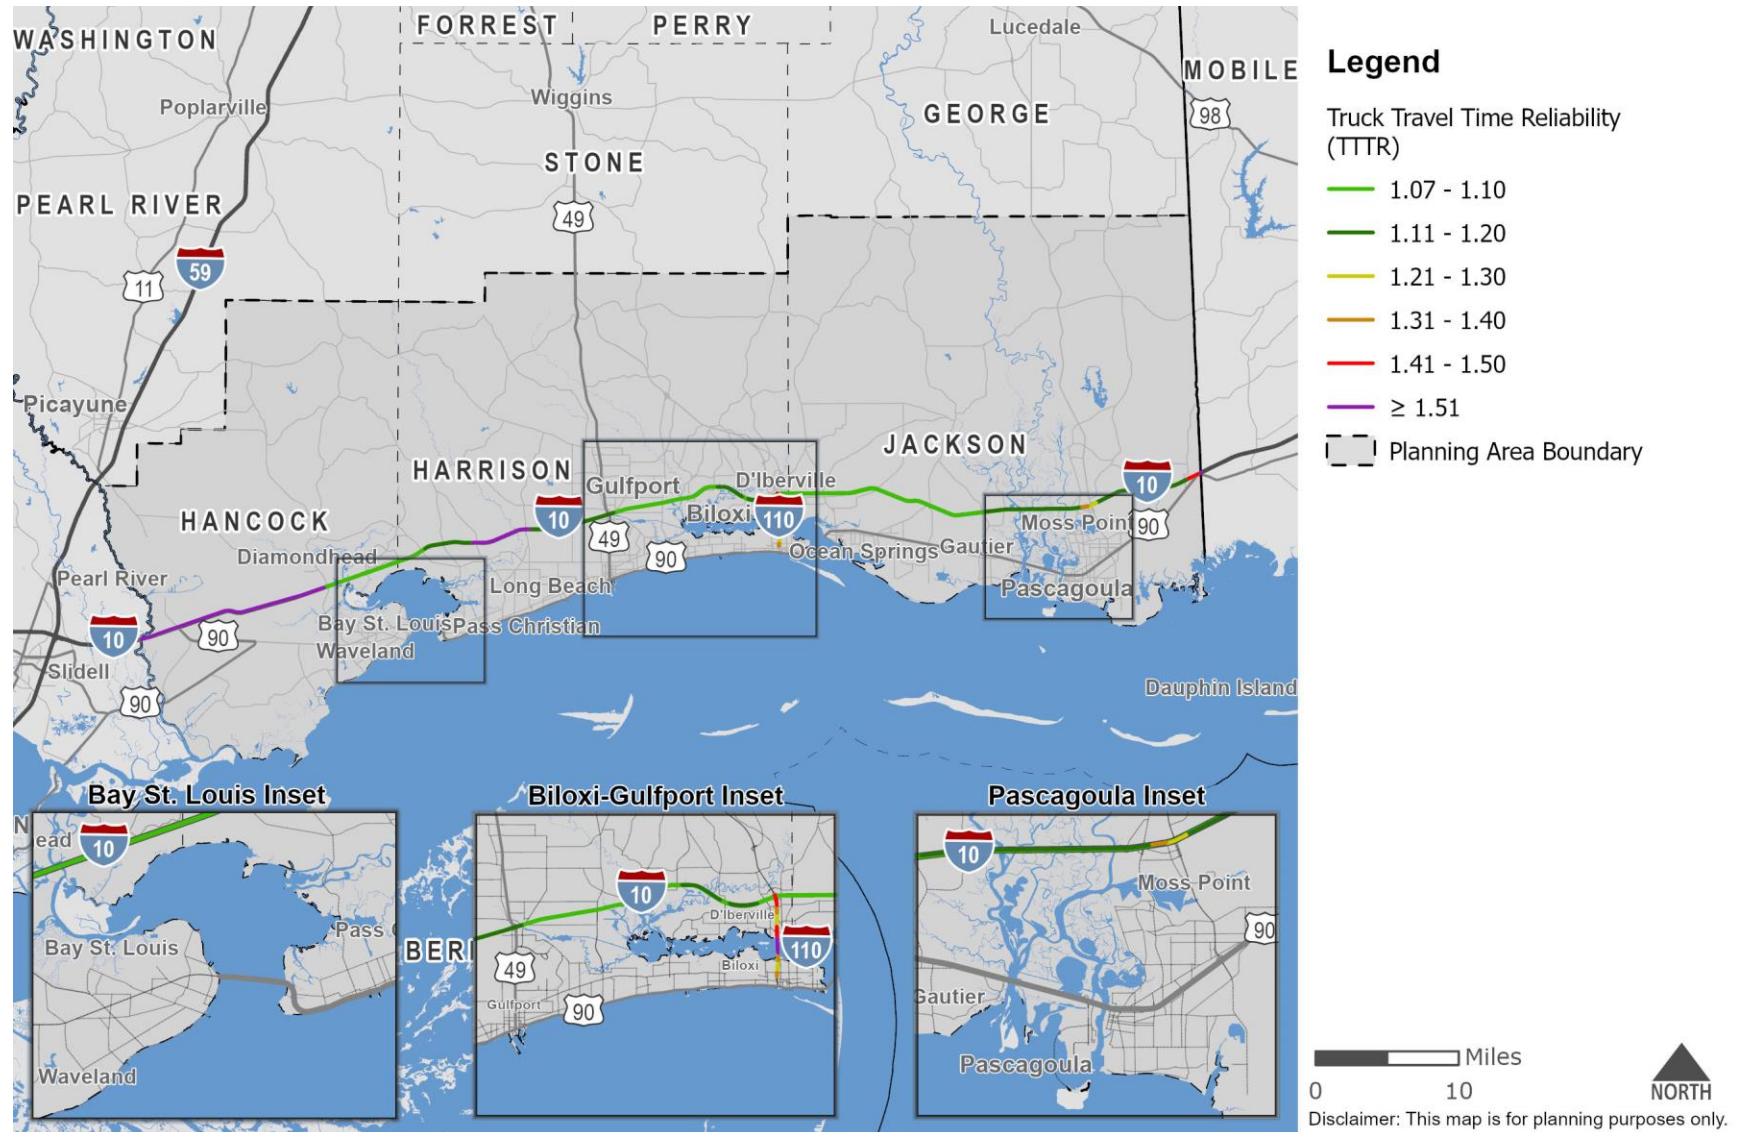 WASHINGTON
FORREST
PERRY
Lucedale
MOBILE
Poplarville
Wiggins
98
GEORGE
STONE
PEARL RIVER
49
59
11
Picayune
JACKSON
HARRISON
D'Iberville
Gulfport
10
Biloxi
110
10
HANCOCK
Moss Point
90
49
Diamondhead
90
Ocean Springs
Gautier
Pearl River
Long Beach
Pascagoula
10
90
Bay St. Louis
Pass Christian
Waveland
Slidell
90
Dauphin Island
Bay St. Louis Inset
N
ead
10
Bay St. Louis
Pass C
Waveland
BER
Biloxi-Gulfport Inset
10
D'Iberville
110
49
Biloxi
Gulfport
90
Pascagoula Inset
10
Moss Point
90
Gautier
Pascagoula
Legend
Truck Travel Time Reliability
(TTTR)
1.07 - 1.10
1.11 - 1.20
1.21 - 1.30
1.31 - 1.40
1.41 - 1.50
≥ 1.51
Planning Area Boundary
Miles
0 10
NORTH
Disclaimer: This map is for planning purposes only.